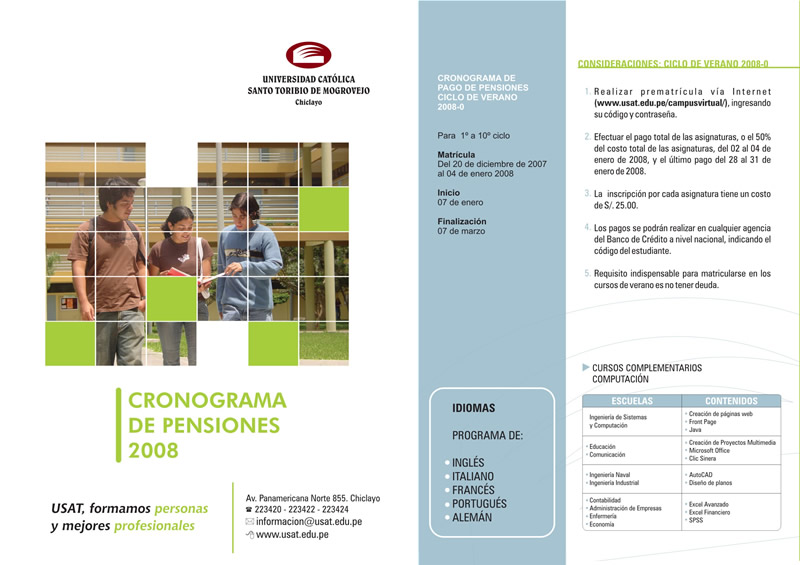 UNIVERSIDAD CATÓLICA
SANTO TORIBIO DE MOGROVEJO
Chiclayo
CRONOGRAMA
DE PENSIONES
2008
USAT, formamos personas
y mejores profesionales
Av. Panamericana Norte 855. Chiclayo
223420 - 223422 - 223424
informacion@usat.edu.pe
www.usat.edu.pe
CRONOGRAMA DE
PAGO DE PENSIONES
CICLO DE VERANO
2008-0
Para 1º a 10º ciclo
Matrícula
Del 20 de diciembre de 2007
al 04 de enero 2008
Inicio
07 de enero
Finalización
07 de marzo
IDIOMAS
PROGRAMA DE:
• INGLÉS
• ITALIANO
• FRANCÉS
• PORTUGUÉS
• ALEMÁN
CONSIDERACIONES: CICLO DE VERANO 2008-0
1. Realizar prematrícula vía Internet
(www.usat.edu.pe/campusvirtual/), ingresando
su código y contraseña.
2. Efectuar el pago total de las asignaturas, o el 50%
del costo total de las asignaturas, del 02 al 04 de
enero de 2008, y el último pago del 28 al 31 de
enero de 2008.
3. La inscripción por cada asignatura tiene un costo
de S/. 25.00.
4. Los pagos se podrán realizar en cualquier agencia
del Banco de Crédito a nivel nacional, indicando el
código del estudiante.
5. Requisito indispensable para matricularse en los
cursos de verano es no tener deuda.
CURSOS COMPLEMENTARIOS
COMPUTACIÓN
ESCUELAS CONTENIDOS
Ingeniería de Sistemas
y Computación
• Creación de páginas web
• Front Page
• Java
• Educación
• Comunicación
• Creación de Proyectos Multimedia
• Microsoft Office
• Clic Sinera
• Ingeniería Naval
• Ingeniería Industrial
• AutoCAD
• Diseño de planos
• Contabilidad
• Administración de Empresas
• Enfermería
• Economía
• Excel Avanzado
• Excel Financiero
• SPSS